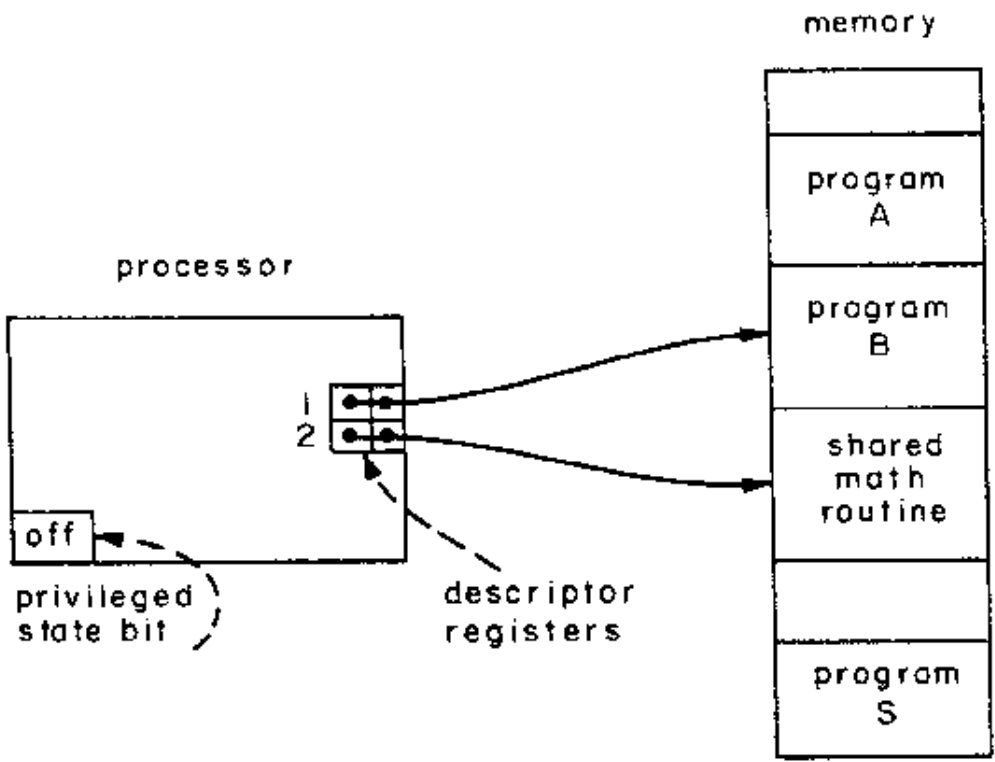 memory
program
A
processor
program
B
1
2
shared
math
routine
off
privileged
state bit
descriptor
registers
program
S